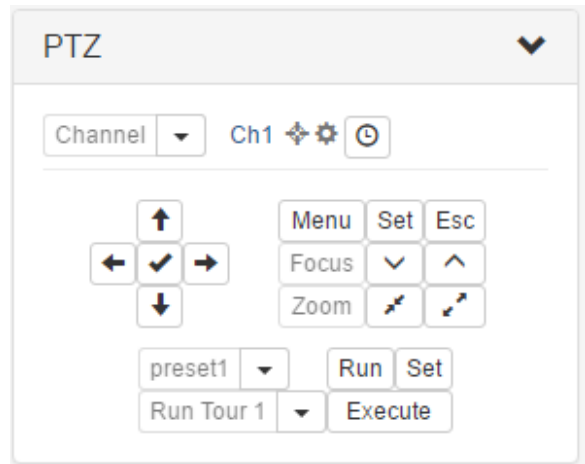 PTZ
Channel Ch1
Menu Set Esc
Focus
Zoom
preset1 Run Set
Run Tour 1 Execute